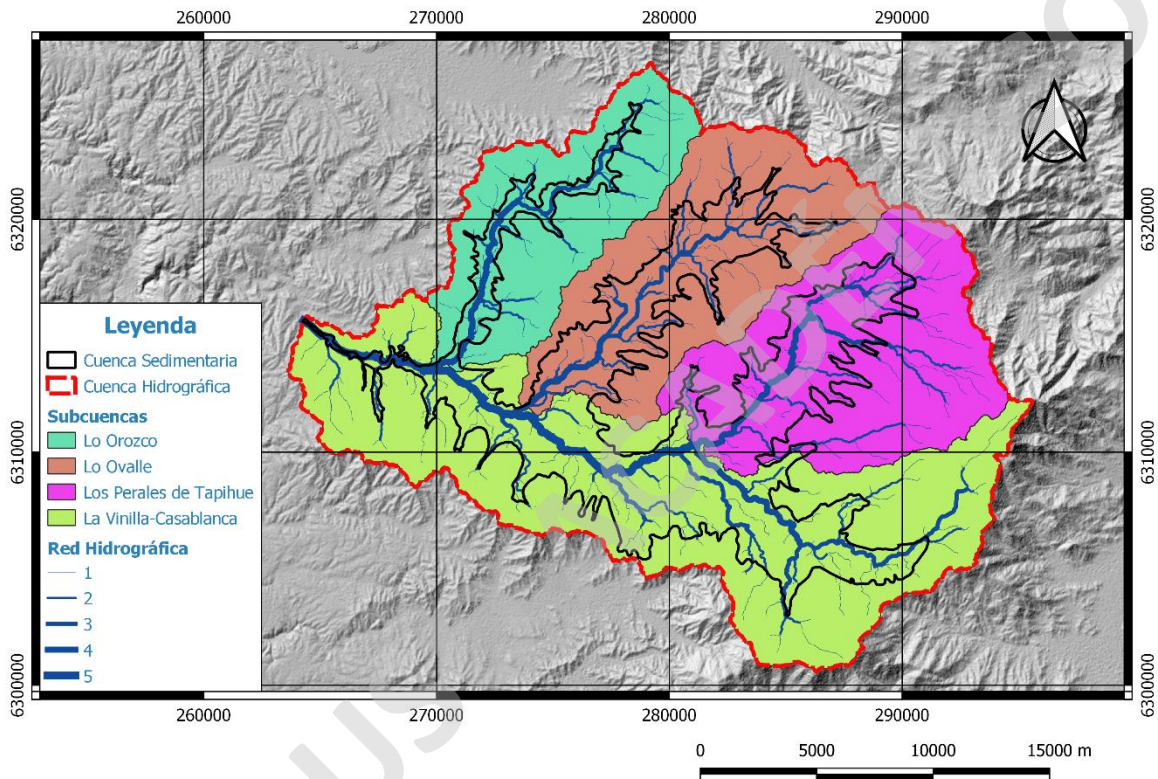 260000 270000 280000 290000
6320000 6320000
6310000 6310000
6300000 6300000
Leyenda
Cuenca Sedimentaria
Cuenca Hidrográfica
Subcuencas
Lo Orozco
Lo Ovalle
Los Perales de Tapihue
La Vinilla-Casablanca
Red Hidrográfica
1
2
3
4
5
260000 270000 280000 290000
0 5000 10000 15000 m